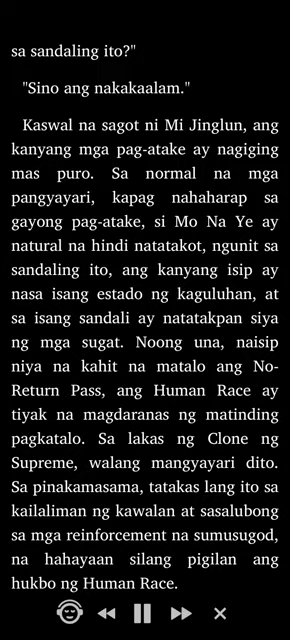 sa sandaling ito?"
"Sino ang nakakaalam."
Kaswal na sagot ni Mi Jinglun, ang
kanyang mga pag-atake ay nagiging
mas puro. Sa normal na mga
pangyayari, kapag nahaharap sa
gayong pag-atake, si Mo Na Ye ay
natural na hindi natatakot, ngunit sa
sandaling ito, ang kanyang isip ay
nasa isang estado ng kaguluhan, at
sa isang sandali ay natatakpan siya
ng mga sugat. Noong una, naisip
niya na kahit na matalo ang No-
Return Pass, ang Human Race ay
tiyak na magdaranas ng matinding
pagkatalo. Sa lakas ng Clone ng
Supreme, walang mangyayari dito.
Sa pinakamasama, tatakas lang ito sa
kailaliman ng kawalan at sasalubong
sa mga reinforcement na sumusugod,
na hahayaan silang pigilan ang
hukbo ng Human Race.